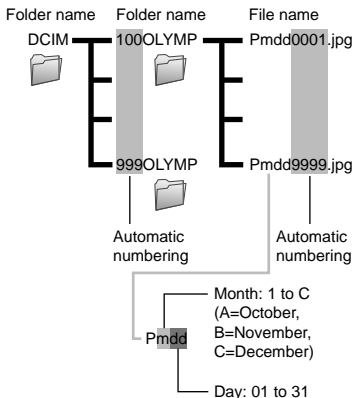 Folder name Folder name File name
DCIM 100OLYMP Pmdd0001.jpg
999OLYMP Pmdd9999.jpg
Automatic numbering Automatic numbering
Month: 1 to C
(A=October,
B=November,
C=December)
Pmdd
Day: 01 to 31